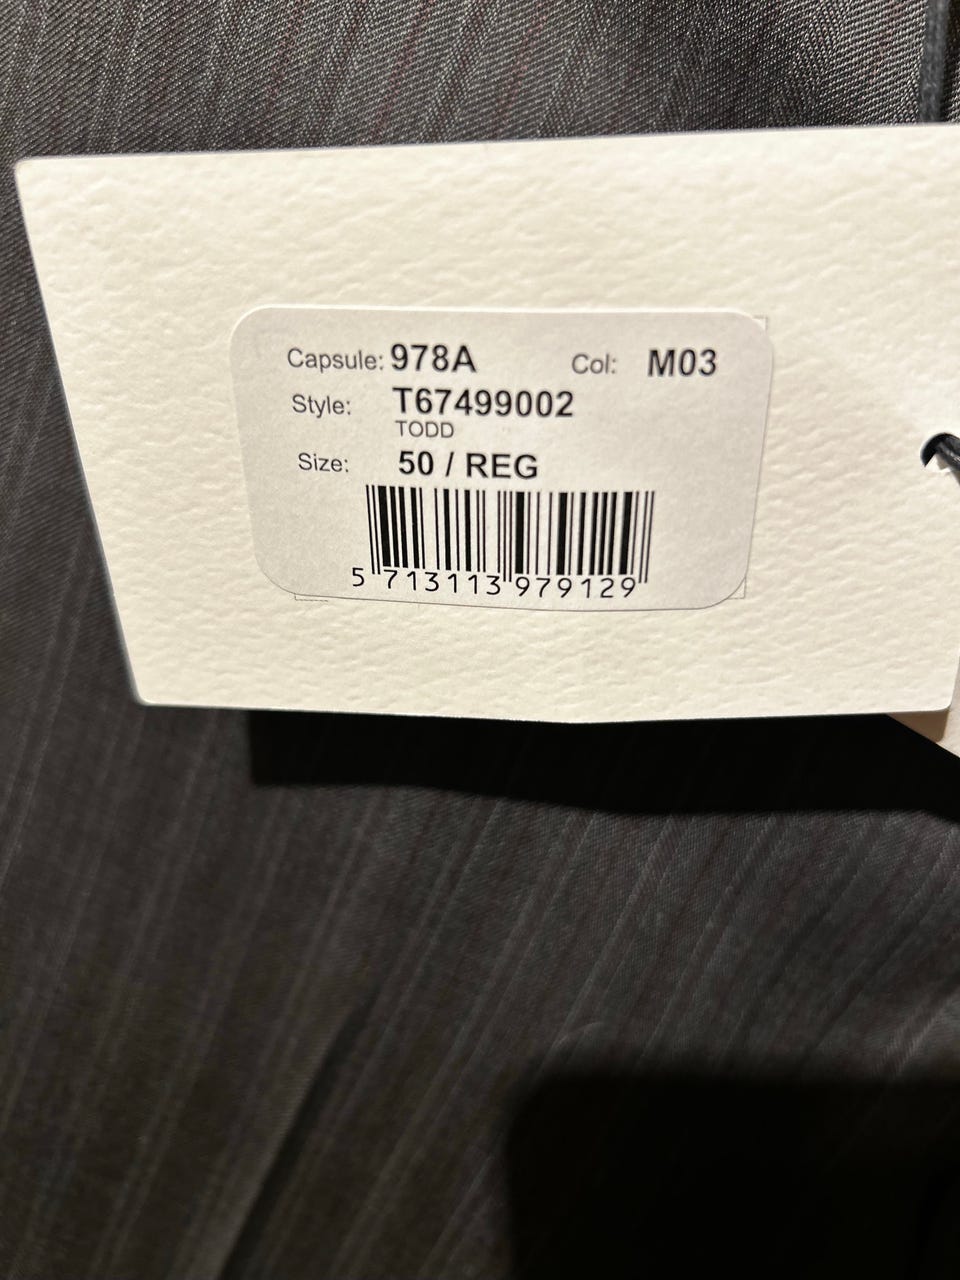 Capsule: 978A Col: M03
Style: T67499002
TODD
Size: 50 / REG
5 713113 979129